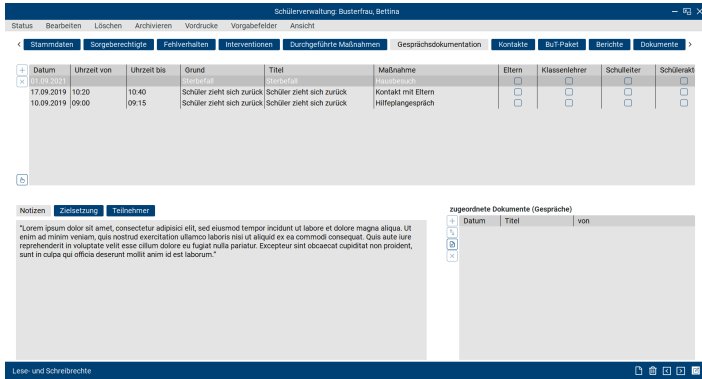 Schülerverwaltung: Busterfrau, Bettina
Status Bearbeiten Löschen Archivieren Vordrucke Vorgabefelder Ansicht
Stammdaten Sorgeberechtigte Fehlverhalten Interventionen Durchgeführte Maßnahmen Gesprächsdokumentation Kontakte BuT-Paket Berichte Dokumente
Datum Uhrzeit von Uhrzeit bis Grund Titel Maßnahme Eltern Klassenlehrer Schulleiter Schülerakt
01.09.2021 Sterbefall Sterbefall Hausbesuch
17.09.2019 10:20 10:40 Schüler zieht sich zurück Schüler zieht sich zurück Kontakt mit Eltern
10.09.2019 09:00 09:15 Schüler zieht sich zurück Schüler zieht sich zurück Hilfeplangespräch
Notizen Zielsetzung Teilnehmer
"Lorem ipsum dolor sit amet, consectetur adipisici elit, sed eiusmod tempor incidunt ut labore et dolore magna aliqua. Ut
enim ad minim veniam, quis nostrud exercitation ullamco laboris nisi ut aliquid ex ea commodi consequat. Quis aute iure
reprehenderit in voluptate velit esse cillum dolore eu fugiat nulla pariatur. Excepteur sint obcaecat cupiditat non proident,
sunt in culpa qui officia deserunt mollit anim id est laborum."
zugeordnete Dokumente (Gespräche)
Datum Titel von
Lese- und Schreibrechte